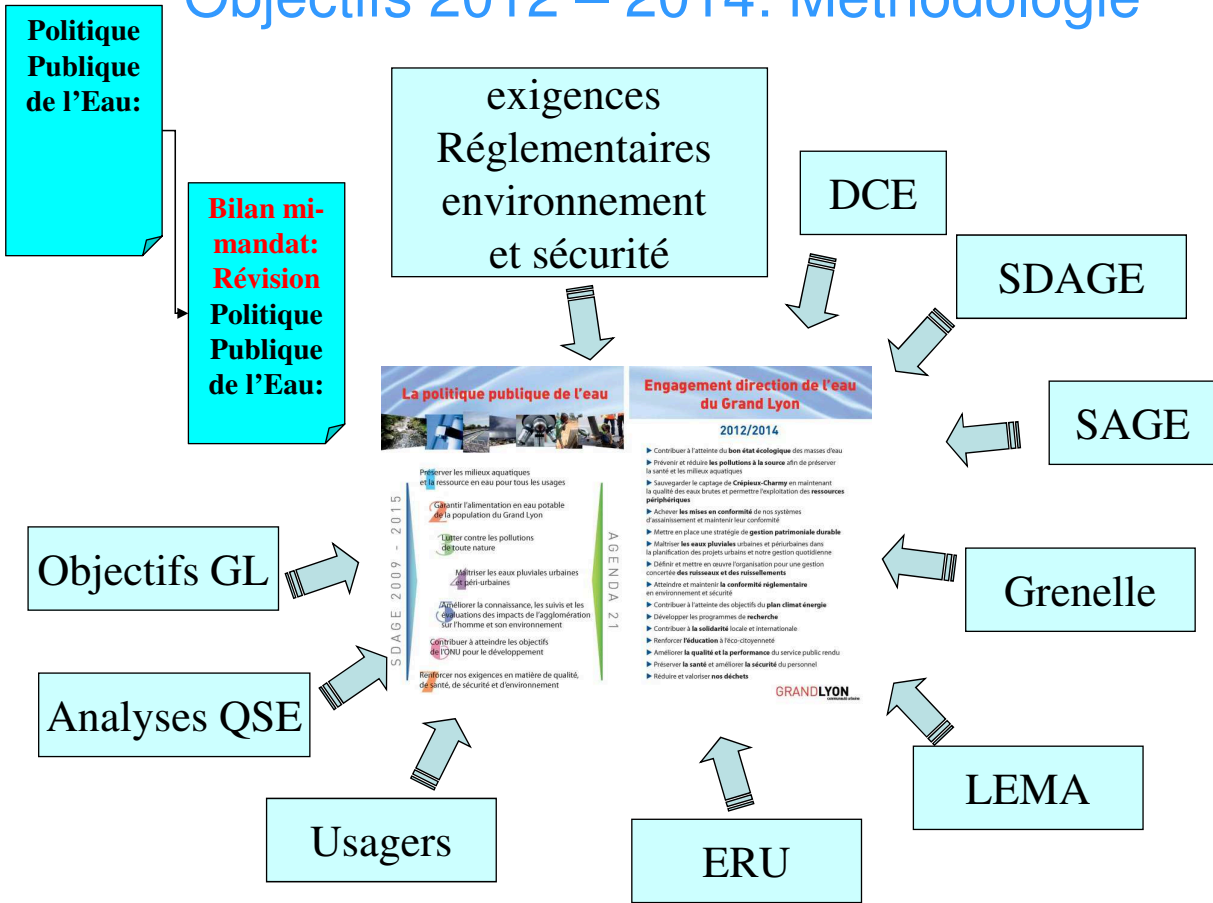 Objectifs 2012 – 2014: Méthodologie
Politique
Publique
de l'Eau:
Bilan mi-
mandat:
Révision
Politique
Publique
de l'Eau:
exigences
Réglementaires
environnement
et sécurité
DCE
SDAGE
SAGE
Grenelle
LEMA
ERU
Usagers
Analyses QSE
Objectifs GL
La politique publique de l'eau
SDAGE 2009 - 2015
1
Préserver les milieux aquatiques
et la ressource en eau pour tous les usages
2
Garantir l'alimentation en eau potable
de la population du Grand Lyon
3
Lutter contre les pollutions
de toute nature
4
Maîtriser les eaux pluviales urbaines
et péri-urbaines
5
Améliorer la connaissance, les suivis et les
évaluations des impacts de l'agglomération
sur l'homme et son environnement
6
Contribuer à atteindre les objectifs
de l'ONU pour le développement
7
Renforcer nos exigences en matière de qualité,
de santé, de sécurité et d'environnement
AGENDA 21
Engagement direction de l'eau
du Grand Lyon
2012/2014
Contribuer à l'atteinte du bon état écologique des masses d'eau
Prévenir et réduire les pollutions à la source afin de préserver
la santé et les milieux aquatiques
Sauvegarder le captage de Crépieux-Charmy en maintenant
la qualité des eaux brutes et permettre l'exploitation des ressources
périphériques
Achever les mises en conformité de nos systèmes
d'assainissement et maintenir leur conformité
Mettre en place une stratégie de gestion patrimoniale durable
Maîtriser les eaux pluviales urbaines et périurbaines dans
la planification des projets urbains et notre gestion quotidienne
Définir et mettre en œuvre l'organisation pour une gestion
concertée des ruisseaux et des ruissellements
Atteindre et maintenir la conformité réglementaire
en environnement et sécurité
Contribuer à l'atteinte des objectifs du plan climat énergie
Développer les programmes de recherche
Contribuer à la solidarité locale et internationale
Renforcer l'éducation à l'éco-citoyenneté
Améliorer la qualité et la performance du service public rendu
Préserver la santé et améliorer la sécurité du personnel
Réduire et valoriser nos déchets
GRANDLYON
communauté urbaine